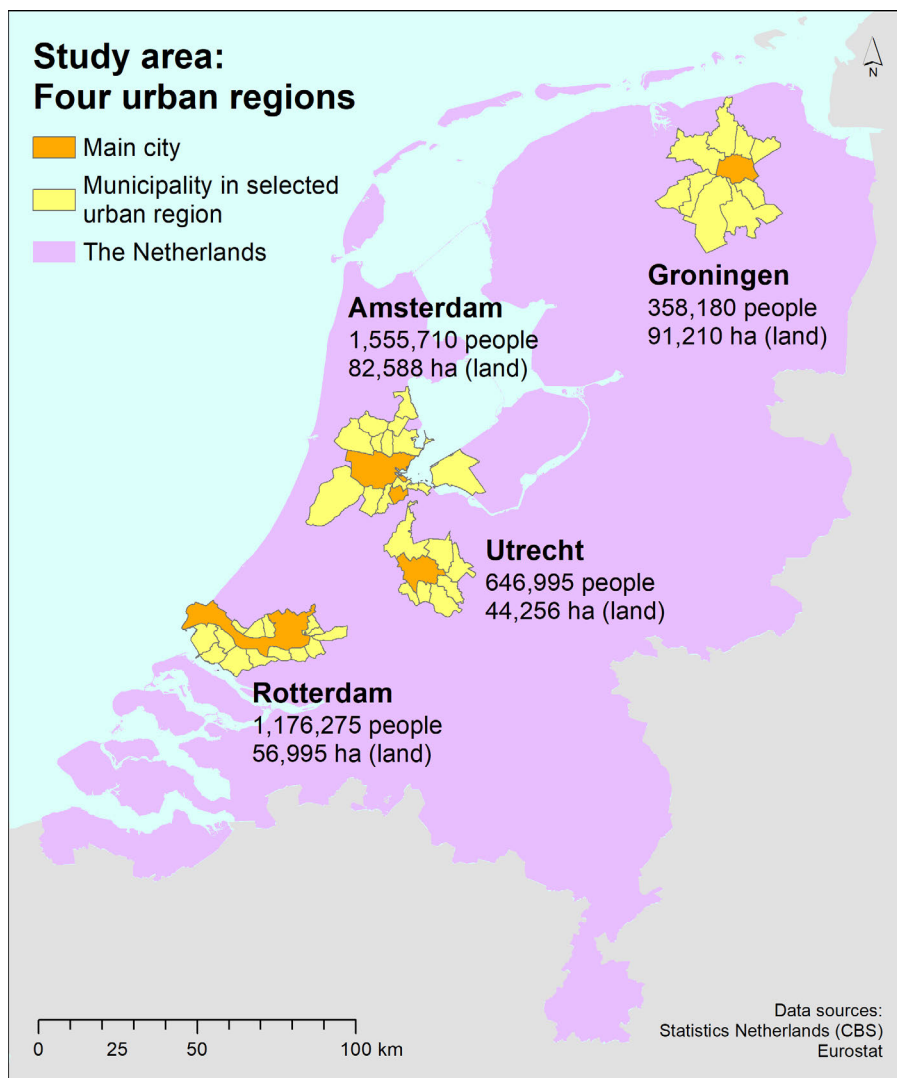 Study area:
Four urban regions
Main city
Municipality in selected
urban region
The Netherlands
N
Groningen
358,180 people
91,210 ha (land)
Amsterdam
1,555,710 people
82,588 ha (land)
Utrecht
646,995 people
44,256 ha (land)
Rotterdam
1,176,275 people
56,995 ha (land)
0 25 50 100 km
Data sources:
Statistics Netherlands (CBS)
Eurostat